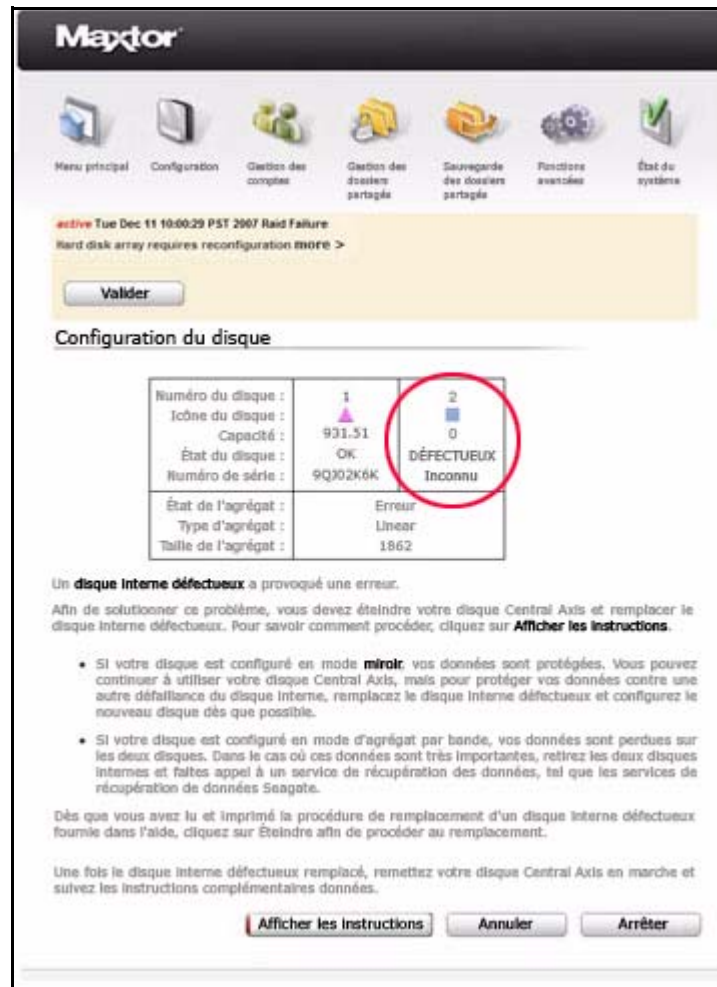 Maxtor
Menu principal
Configuration
Gestion des comptes
Gestion des dossiers partagés
Sauvegarde des dossiers partagés
Fonctions avancées
État du système
active Tue Dec 11 10:00:29 PST 2007 Raid Failure
Hard disk array requires reconfiguration more >
Valider
Configuration du disque
Numéro du disque : 1 2
Icône du disque :
Capacité : 931.51 0
État du disque : OK DÉFECTUEUX
Numéro de série : 9QJ02K6K Inconnu
État de l'agrégat : Erreur
Type d'agrégat : Linear
Taille de l'agrégat : 1862
Un disque interne défectueux a provoqué une erreur.
Afin de solutionner ce problème, vous devez éteindre votre disque Central Axis et remplacer le
disque interne défectueux. Pour savoir comment procéder, cliquez sur Afficher les instructions.
• Si votre disque est configuré en mode miroir, vos données sont protégées. Vous pouvez
continuer à utiliser votre disque Central Axis, mais pour protéger vos données contre une
autre défaillance du disque interne, remplacez le disque interne défectueux et configurez le
nouveau disque dès que possible.
• Si votre disque est configuré en mode d'agrégat par bande, vos données sont perdues sur
les deux disques. Dans le cas où ces données sont très importantes, retirez les deux disques
internes et faites appel à un service de récupération des données, tel que les services de
récupération de données Seagate.
Dès que vous avez lu et imprimé la procédure de remplacement d'un disque interne défectueux
fournie dans l'aide, cliquez sur Éteindre afin de procéder au remplacement.
Une fois le disque interne défectueux remplacé, remettez votre disque Central Axis en marche et
suivez les instructions complémentaires données.
Afficher les instructions
Annuler
Arrêter